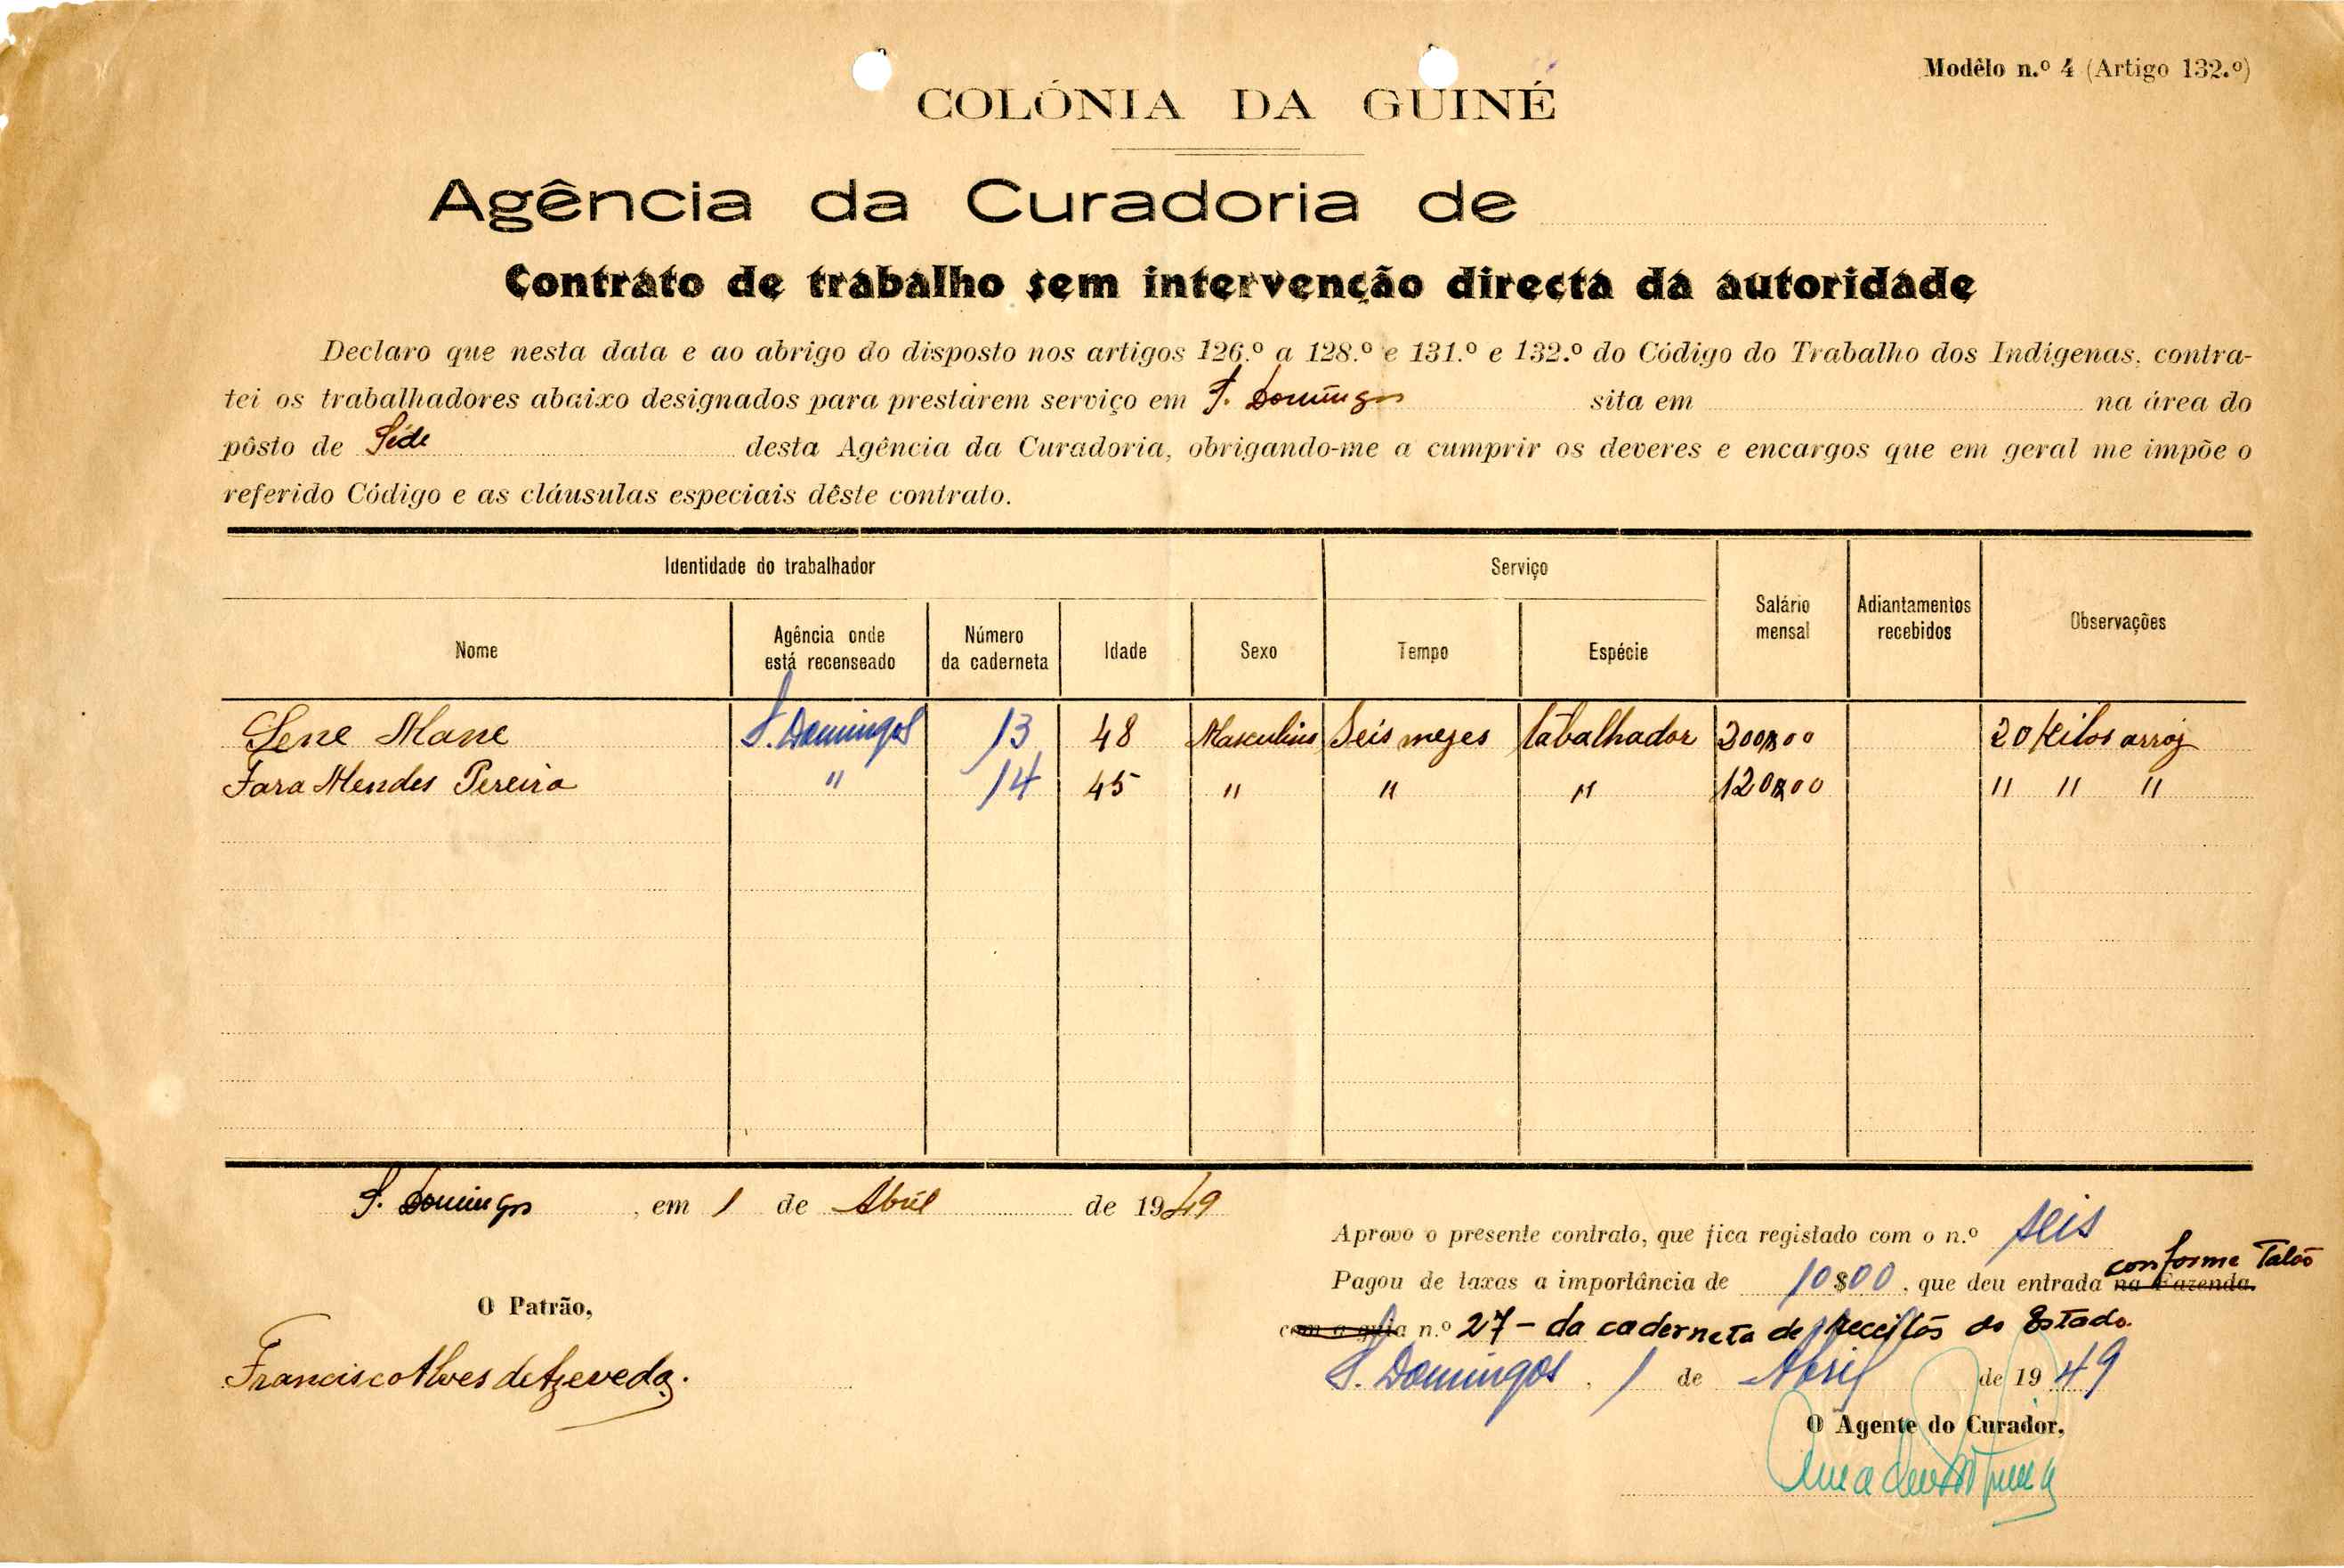 Modêlo n.º 4 (Artigo 132.º)
COLÓNIA DA GUINÉ
Agência da Curadoria de
Contrato de trabalho sem intervenção directa da autoridade
Declaro que nesta data e ao abrigo do disposto nos artigos 126.º a 128.º e 131.º e 132.º do Código do Trabalho dos Indígenas, contra-
tei os trabalhadores abaixo designados para prestarem serviço em S. Domingos sita em na área do
pôsto de Séde desta Agência da Curadoria, obrigando-me a cumprir os deveres e encargos que em geral me impõe o
referido Código e as cláusulas especiais dêste contrato.
Identidade do trabalhador Serviço Salário mensal Adiantamentos recebidos Observações
Nome Agência onde está recenseado Número da caderneta Idade Sexo Tempo Espécie
Sene Mane S. Domingos 13 48 Masculino Seis mezes tabalhador 200$00 20 kilos arroz
Fara Mendes Pereira " 14 45 " " " 120$00 " " "
S. Domingos, em 1 de Abril de 1949
Aprovo o presente contrato, que fica registado com o n.º seis
Pagou de taxas a importância de 10$00, que deu entrada na Fazenda. conforme Talão
com a guia n.º 27 – da caderneta de Receitas do Estado.
S. Domingos, 1 de Abril de 1949
O Patrão,
Francisco Alves de Azevedo.
O Agente do Curador,